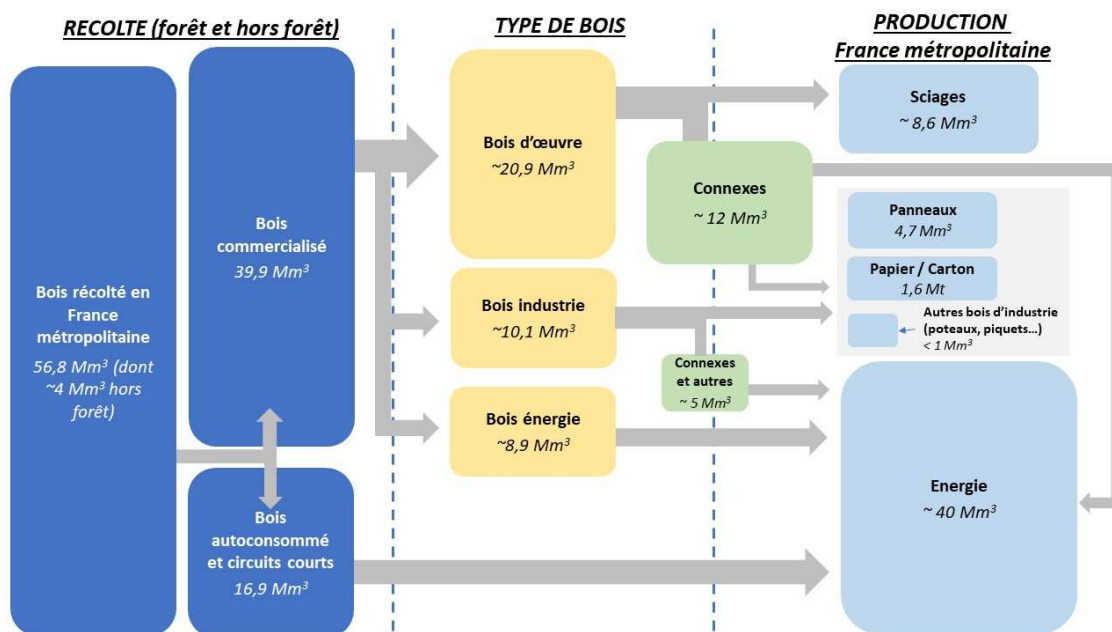 RECOLTE (forêt et hors forêt)
TYPE DE BOIS
PRODUCTION
France métropolitaine
Bois récolté en
France
métropolitaine
56,8 Mm³ (dont
~4 Mm³ hors
forêt)
Bois
commercialisé
39,9 Mm³
Bois
autoconsommé
et circuits courts
16,9 Mm³
Bois d’œuvre
~20,9 Mm³
Bois industrie
~10,1 Mm³
Bois énergie
~8,9 Mm³
Connexes
~ 12 Mm³
Connexes
et autres
~ 5 Mm³
Sciages
~ 8,6 Mm³
Panneaux
4,7 Mm³
Papier / Carton
1,6 Mt
Autres bois d’industrie
(poteaux, piquets…)
< 1 Mm³
Energie
~ 40 Mm³